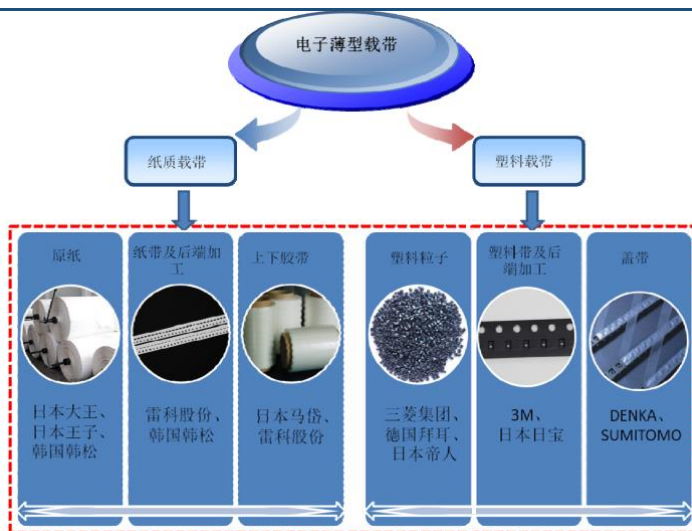 电子薄型载带
纸质载带
塑料载带
原纸
纸带及后端加
工
上下胶带
塑料粒子
塑料带及后
端加工
盖带
日本大王、
日本王子、
韩国韩松
雷科股份、
韩国韩松
日本马岱、
雷科股份
三菱集团、
德国拜耳、
日本帝人
3M、
日本日宝
DENKA、
SUMITOMO